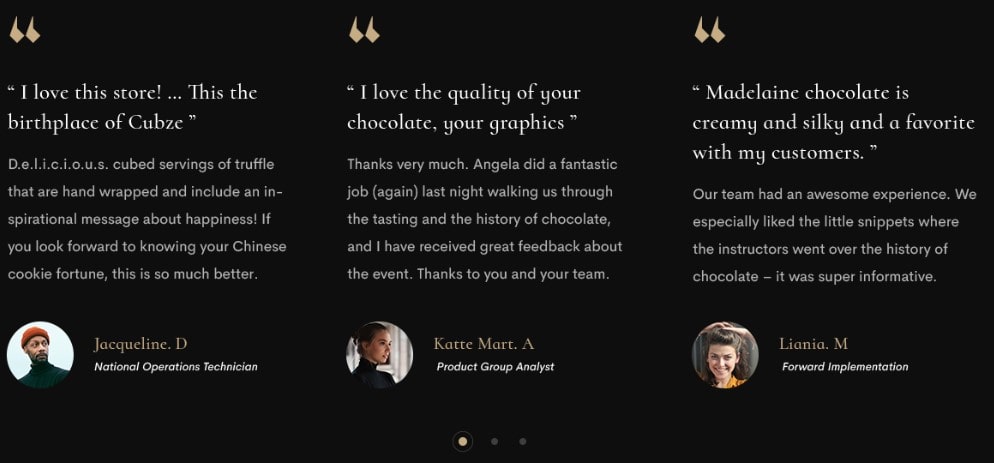 “ I love this store! ... This the
birthplace of Cubze ”
D.e.l.i.c.i.o.u.s. cubed servings of truffle
that are hand wrapped and include an in-
spirational message about happiness! If
you look forward to knowing your Chinese
cookie fortune, this is so much better.
Jacqueline. D
National Operations Technician
“ I love the quality of your
chocolate, your graphics ”
Thanks very much. Angela did a fantastic
job (again) last night walking us through
the tasting and the history of chocolate,
and I have received great feedback about
the event. Thanks to you and your team.
Katte Mart. A
Product Group Analyst
“ Madelaine chocolate is
creamy and silky and a favorite
with my customers. ”
Our team had an awesome experience. We
especially liked the little snippets where
the instructors went over the history of
chocolate – it was super informative.
Liania. M
Forward Implementation